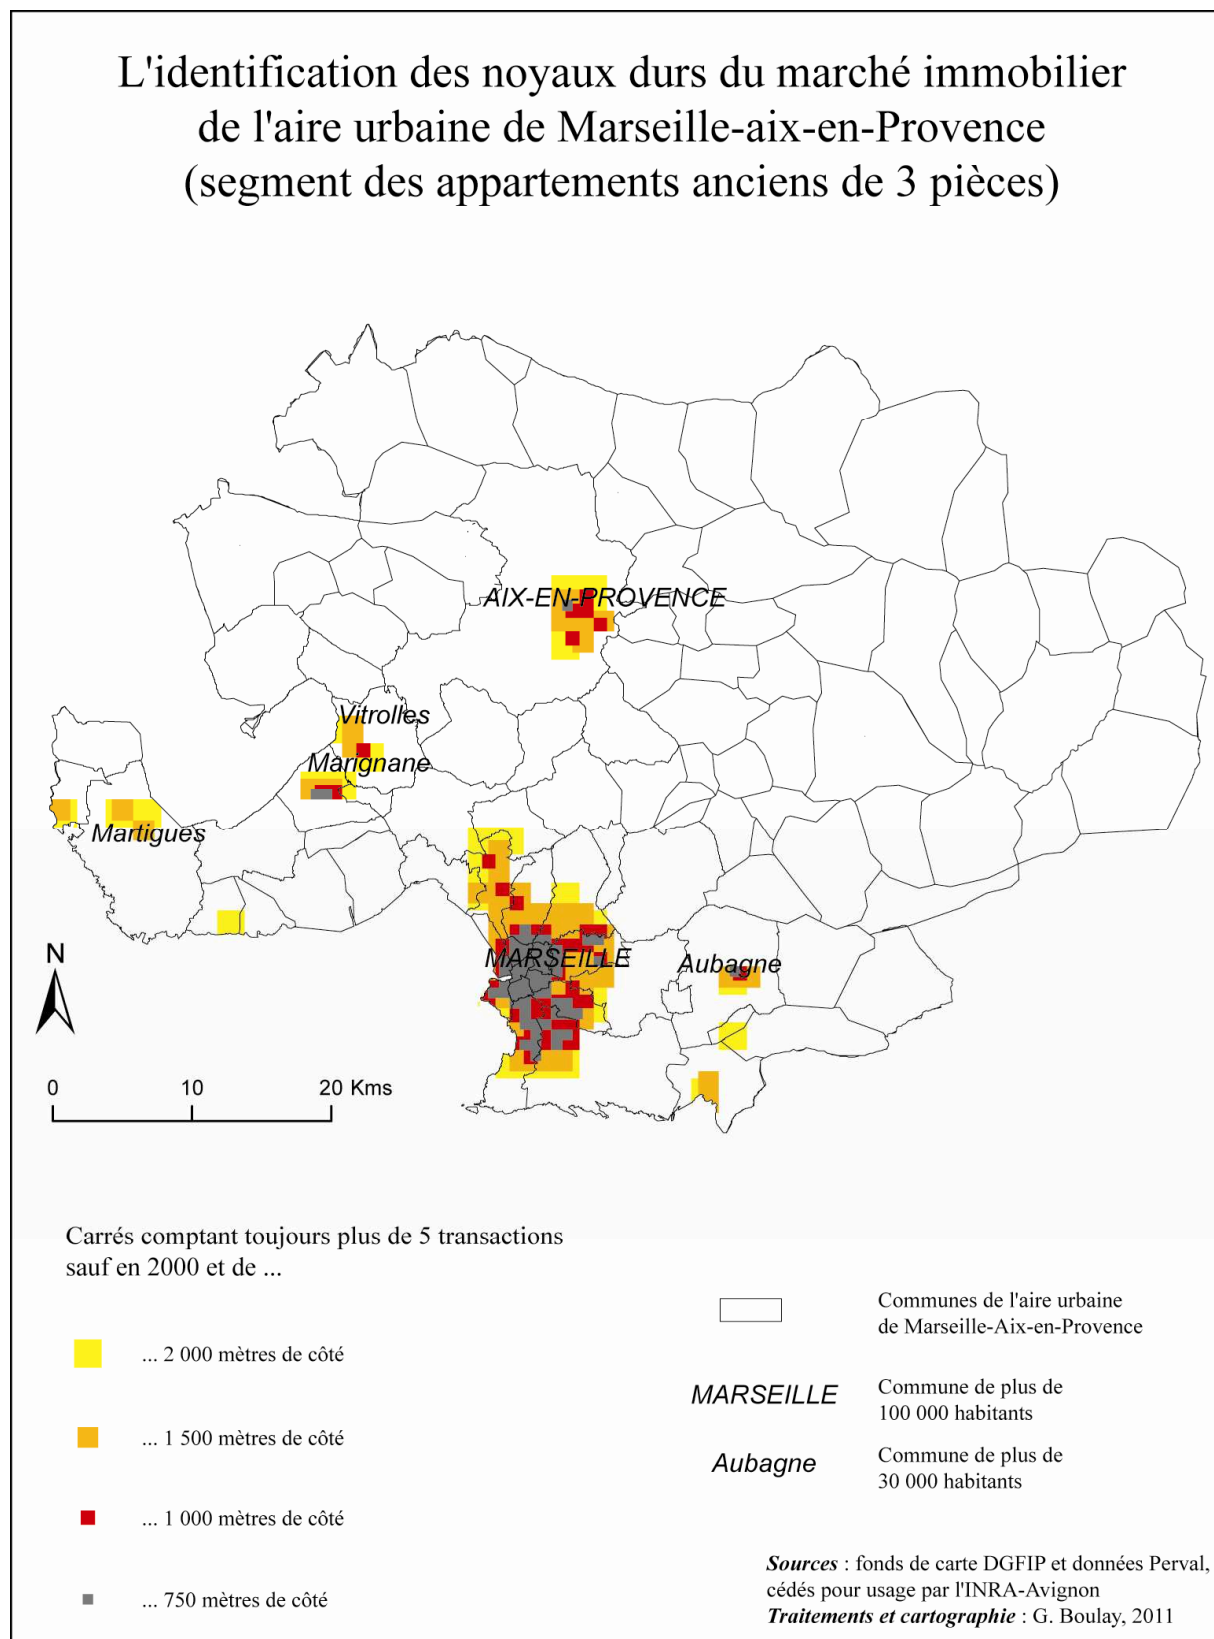 L'identification des noyaux durs du marché immobilier
de l'aire urbaine de Marseille-aix-en-Provence
(segment des appartements anciens de 3 pièces)
AIX-EN-PROVENCE
Vitrolles
Marignane
Martigues
MARSEILLE
Aubagne
N
0 10 20 Kms
Carrés comptant toujours plus de 5 transactions
sauf en 2000 et de ...
... 2 000 mètres de côté
... 1 500 mètres de côté
... 1 000 mètres de côté
... 750 mètres de côté
Communes de l'aire urbaine
de Marseille-Aix-en-Provence
MARSEILLE
Commune de plus de
100 000 habitants
Aubagne
Commune de plus de
30 000 habitants
Sources : fonds de carte DGFIP et données Perval,
cédés pour usage par l'INRA-Avignon
Traitements et cartographie : G. Boulay, 2011